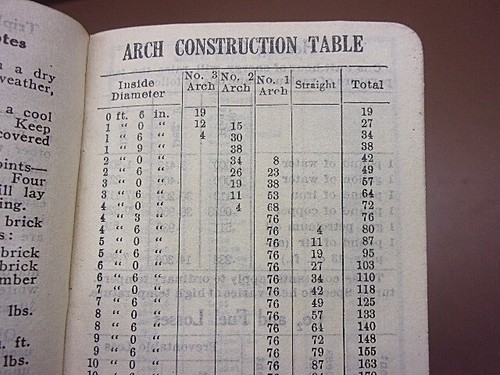 otes
a dry
weather,
a cool
Keep
covered
oints—
Four
ill lay
ing.
brick
s :
brick
brick
mber
lbs.
. ft.
lbs.
ARCH CONSTRUCTION TABLE
Inside Diameter No. 3 Arch No. 2 Arch No. 1 Arch Straight Total
0 ft. 6 in. 19 19
1 “ 0 “ 12 15 27
1 “ 6 “ 4 30 34
1 “ 9 “ 38 38
2 “ 0 “ 34 8 42
2 “ 6 “ 26 23 49
3 “ 0 “ 19 38 57
3 “ 6 “ 11 53 64
4 “ 0 “ 4 68 72
4 “ 3 “ 76 76
4 “ 6 “ 76 4 80
5 “ 0 “ 76 11 87
5 “ 6 “ 76 19 95
6 “ 0 “ 76 27 103
6 “ 6 “ 76 34 110
7 “ 0 “ 76 42 118
7 “ 6 “ 76 49 125
8 “ 0 “ 76 57 133
8 “ 6 “ 76 64 140
9 “ 0 “ 76 72 148
9 “ 6 “ 76 79 155
10 “ 0 “ 76 87 163